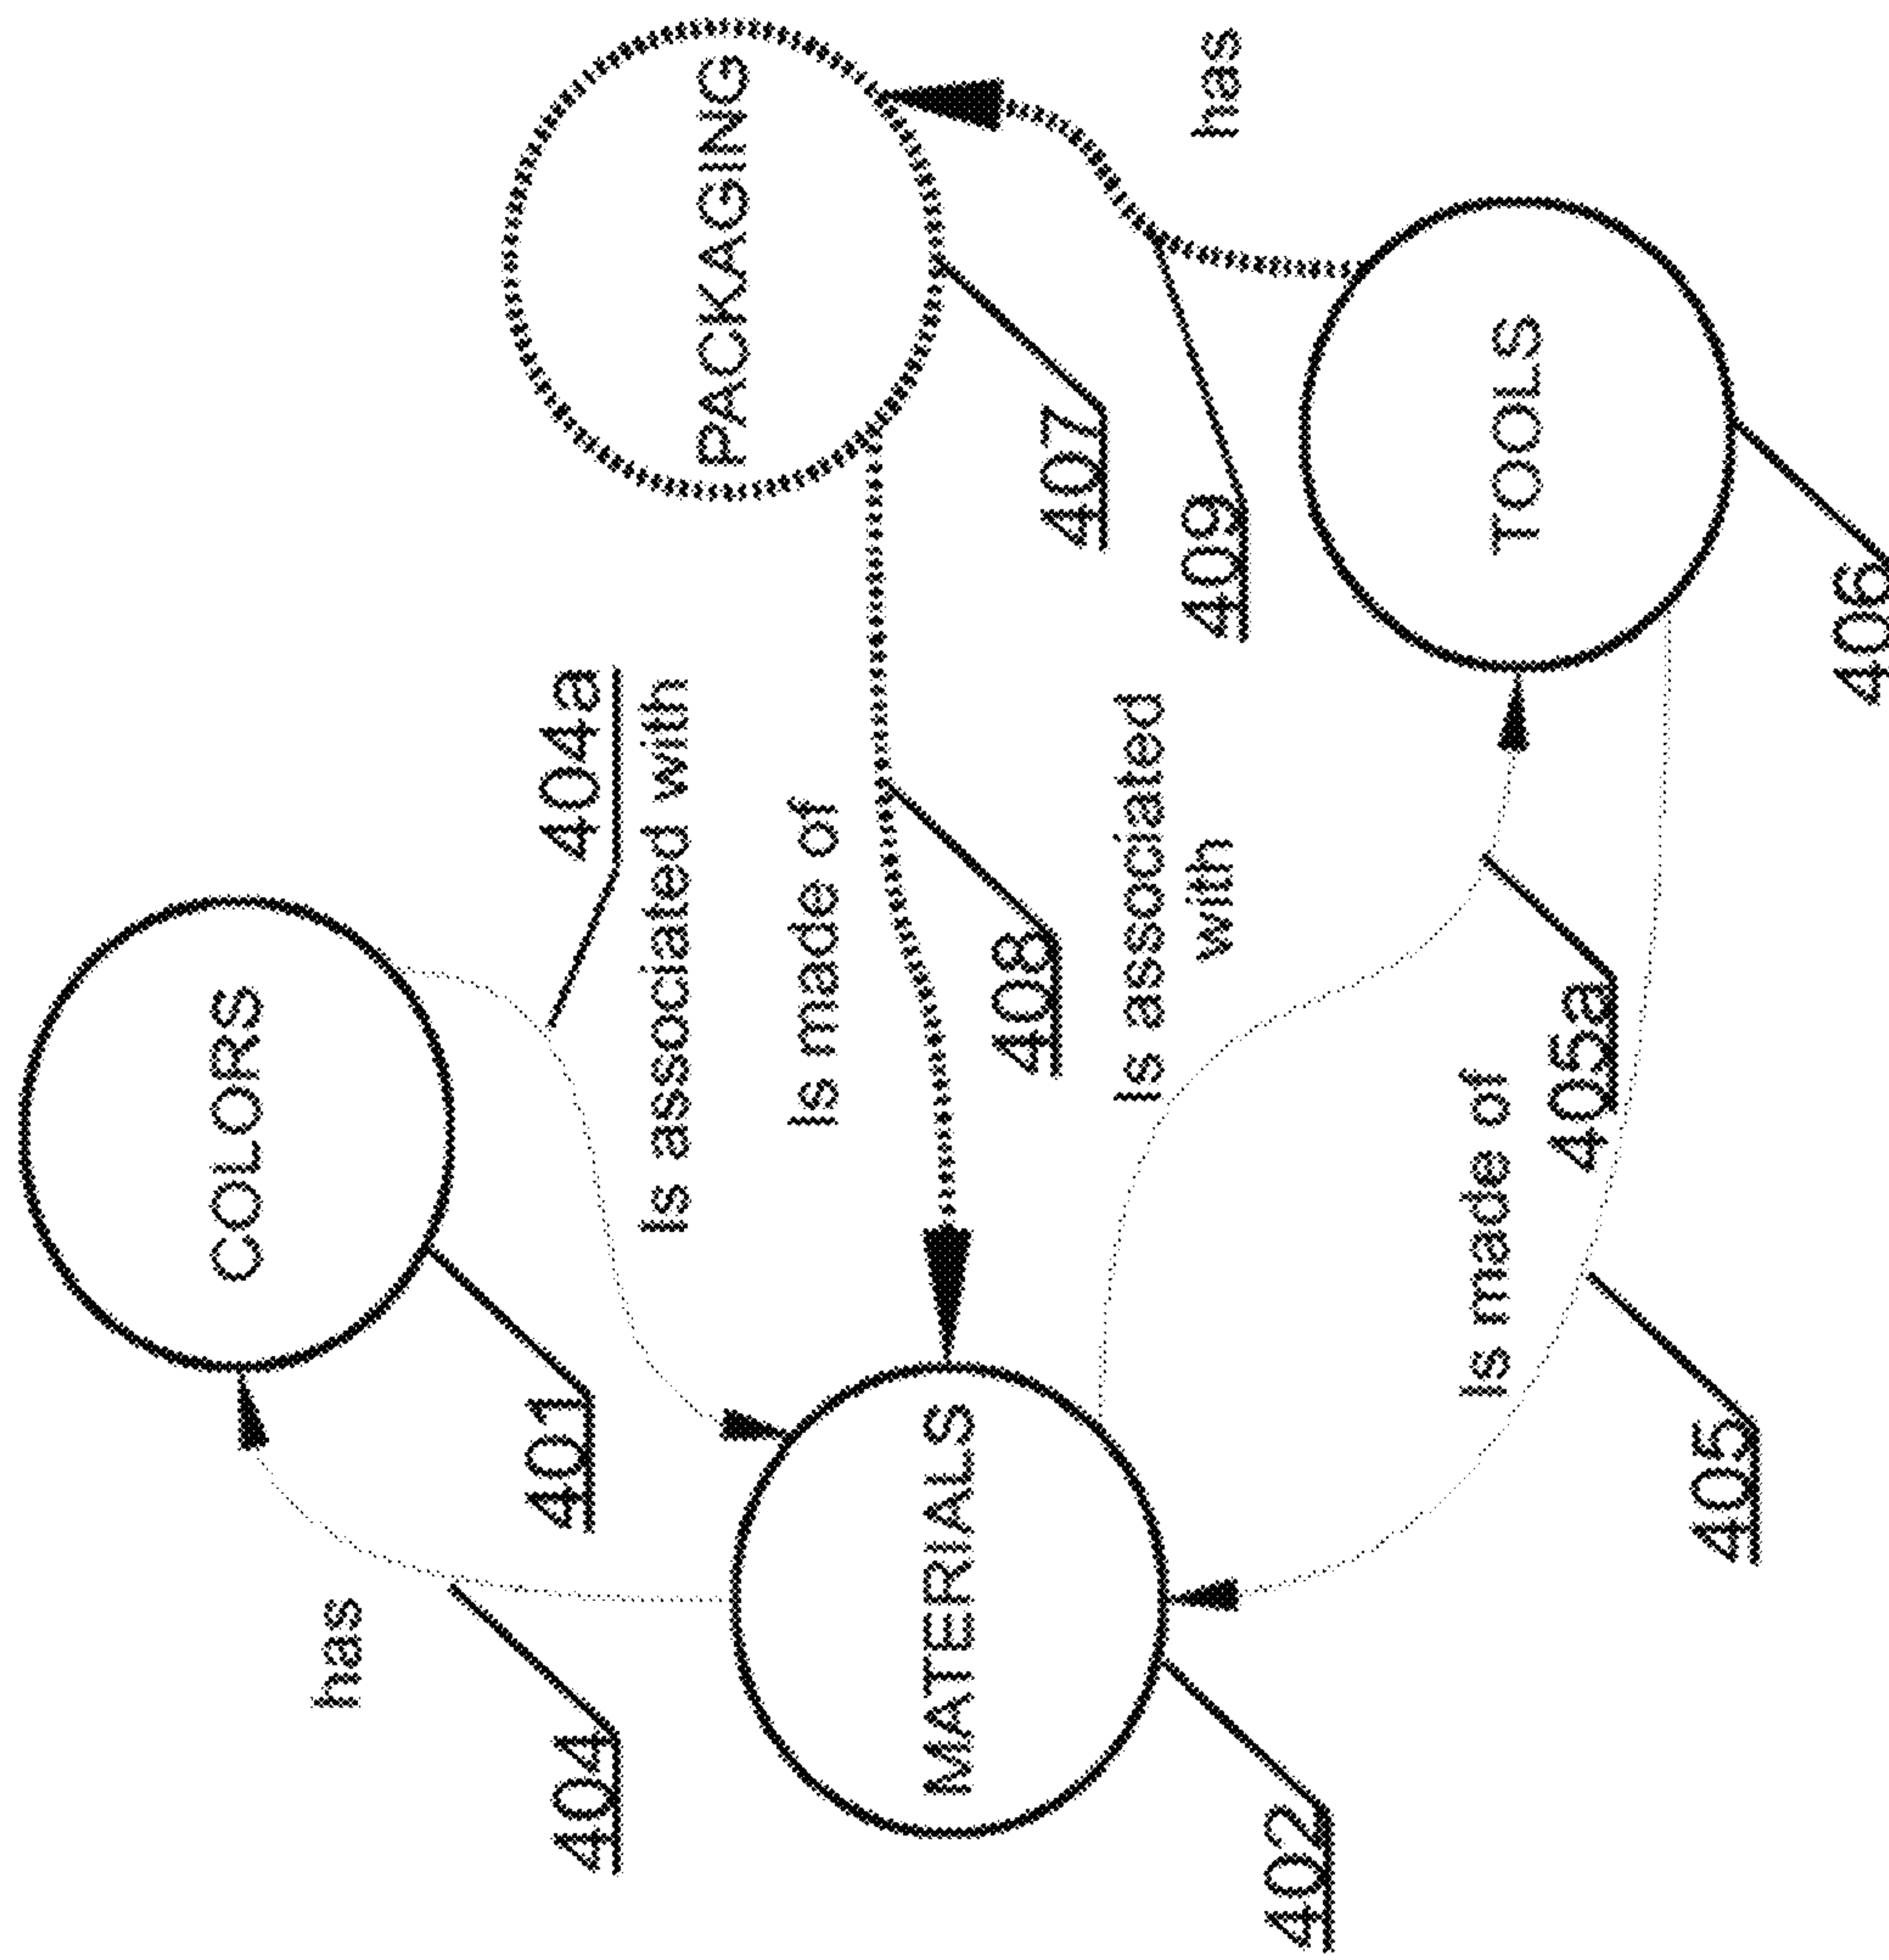 COLORS
has
404
401
404a
Is associated with
PACKAGING
Is made of
MATERIALS
408
407
Is associated
with
409
has
402
Is made of
TOOLS
405a
405
406